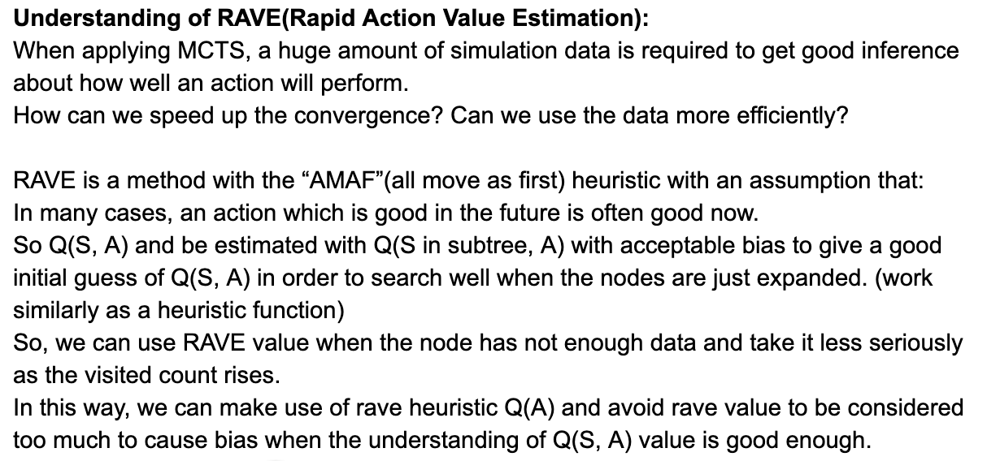 Understanding of RAVE(Rapid Action Value Estimation):
When applying MCTS, a huge amount of simulation data is required to get good inference
about how well an action will perform.
How can we speed up the convergence? Can we use the data more efficiently?
RAVE is a method with the “AMAF”(all move as first) heuristic with an assumption that:
In many cases, an action which is good in the future is often good now.
So Q(S, A) and be estimated with Q(S in subtree, A) with acceptable bias to give a good
initial guess of Q(S, A) in order to search well when the nodes are just expanded. (work
similarly as a heuristic function)
So, we can use RAVE value when the node has not enough data and take it less seriously
as the visited count rises.
In this way, we can make use of rave heuristic Q(A) and avoid rave value to be considered
too much to cause bias when the understanding of Q(S, A) value is good enough.